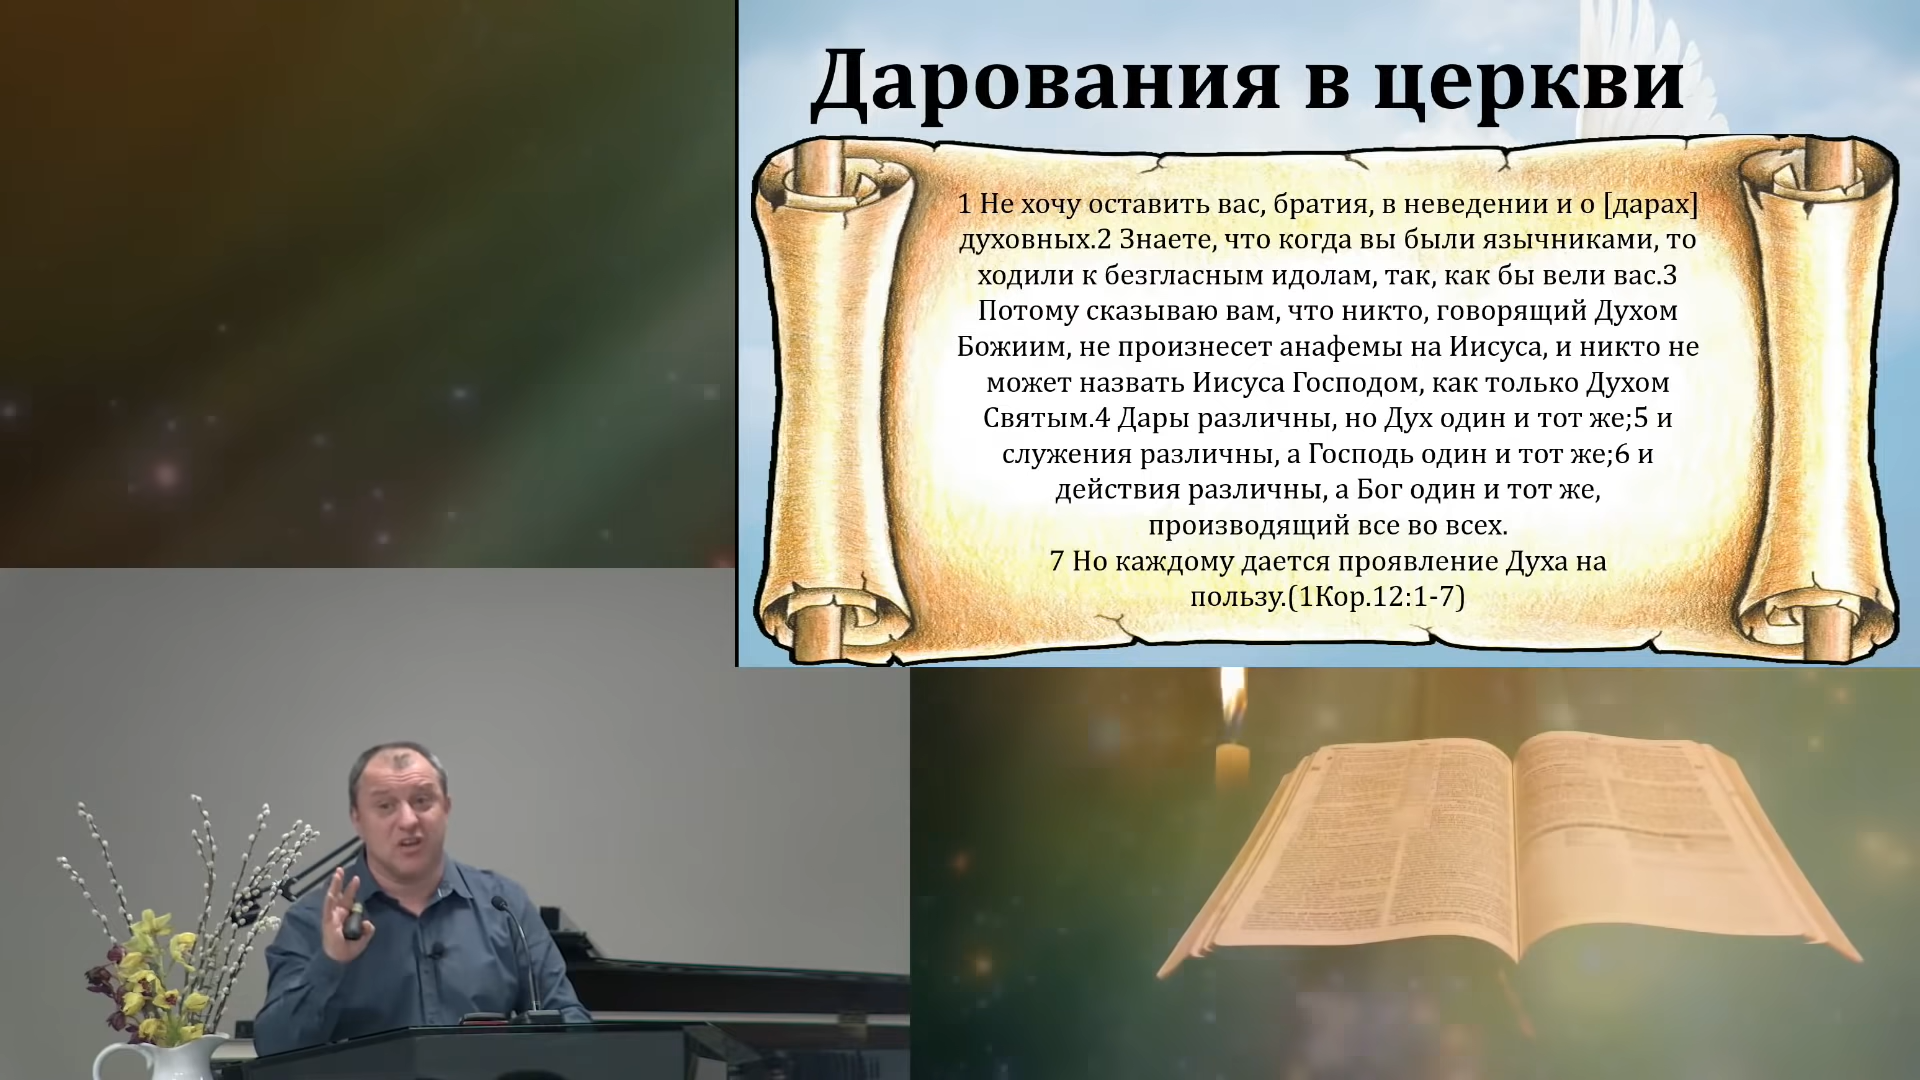 Дарования в церкви
1 Не хочу оставить вас, братия, в неведении и о [дарах]
духовных.2 Знаете, что когда вы были язычниками, то
ходили к безгласным идолам, так, как бы вели вас.3
Потому сказываю вам, что никто, говорящий Духом
Божиим, не произнесет анафемы на Иисуса, и никто не
может назвать Иисуса Господом, как только Духом
Святым.4 Дары различны, но Дух один и тот же;5 и
служения различны, а Господь один и тот же;6 и
действия различны, а Бог один и тот же,
производящий все во всех.
7 Но каждому дается проявление Духа на
пользу.(1Кор.12:1-7)